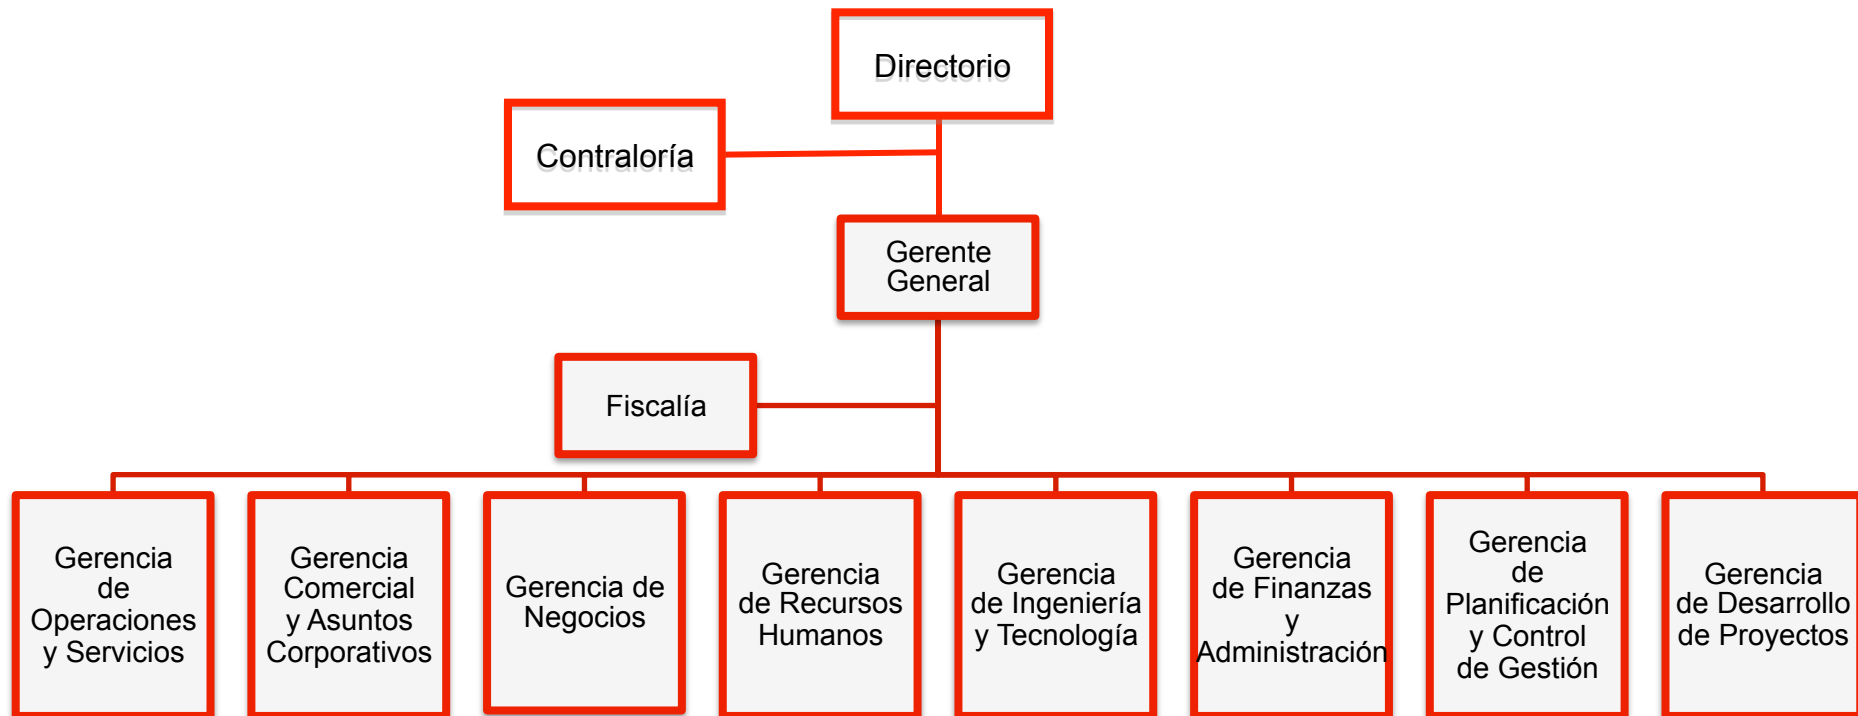 Directorio
Contraloría
Gerente
General
Fiscalía
Gerencia
de
Operaciones
y Servicios
Gerencia
Comercial
y Asuntos
Corporativos
Gerencia de
Negocios
Gerencia
de Recursos
Humanos
Gerencia
de Ingeniería
y Tecnología
Gerencia
de Finanzas
y
Administración
Gerencia
de
Planificación
y Control
de Gestión
Gerencia
de Desarrollo
de Proyectos